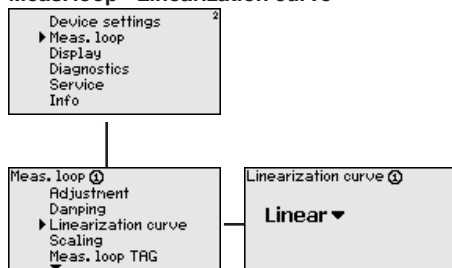 Meas. loop - Linearization curve
Device settings 2
Meas. loop
Display
Diagnostics
Service
Info
Meas. loop ①
Adjustment
Damping
Linearization curve
Scaling
Meas. loop TAG
Linearization curve ①
Linear